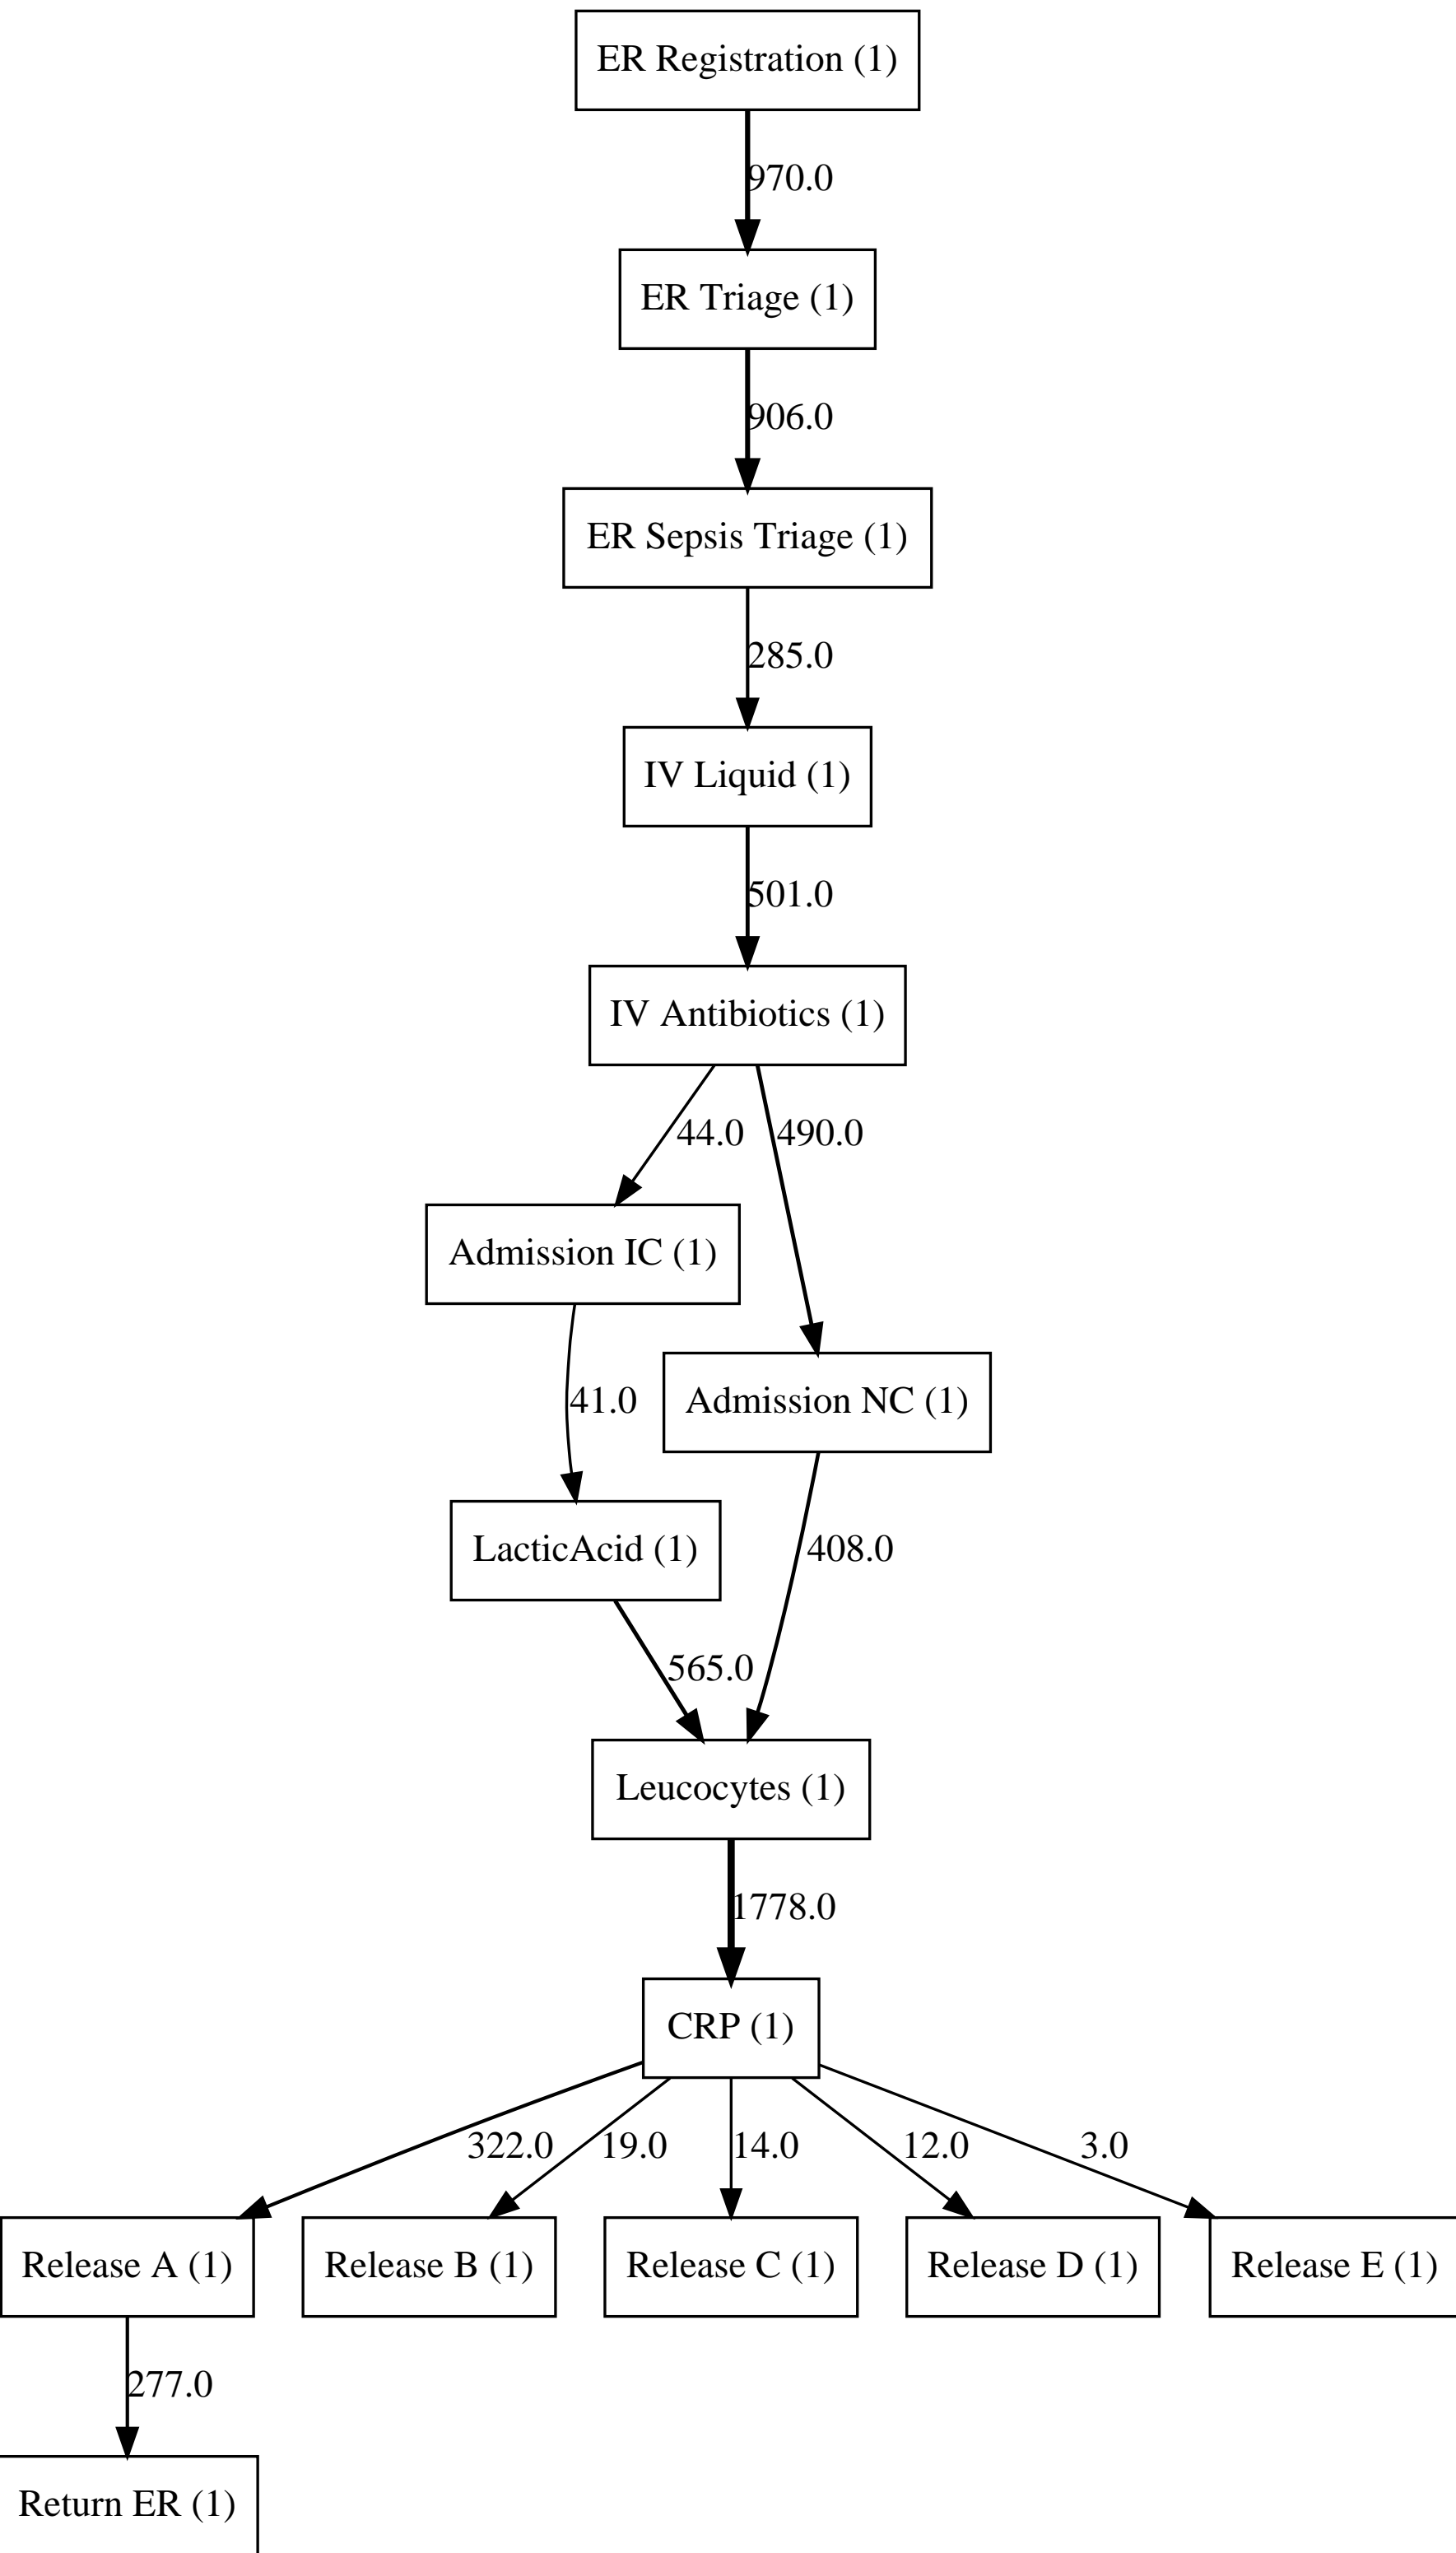 ER Registration (1)
970.0
ER Triage (1)
906.0
ER Sepsis Triage (1)
285.0
IV Liquid (1)
501.0
IV Antibiotics (1)
44.0
490.0
Admission IC (1)
41.0
Admission NC (1)
LacticAcid (1)
408.0
565.0
Leucocytes (1)
1778.0
CRP (1)
322.0
19.0
14.0
12.0
3.0
Release A (1)
Release B (1)
Release C (1)
Release D (1)
Release E (1)
277.0
Return ER (1)